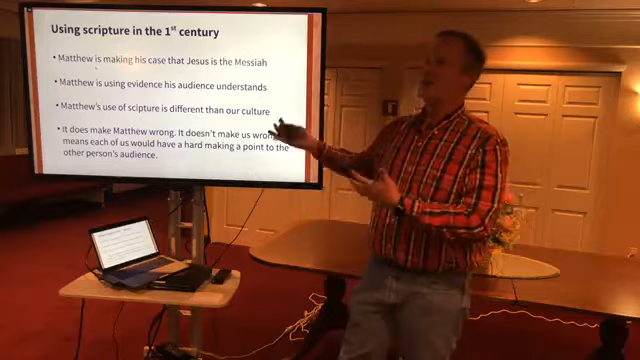 Using scripture in the 1st century
• Matthew is making his case that Jesus is the Messiah
• Matthew is using evidence his audience understands
• Matthew's use of scipture is different than our culture
• It does make Matthew wrong. It doesn't make us wrong
means each of us would have a hard making a point to the
other person's audience.